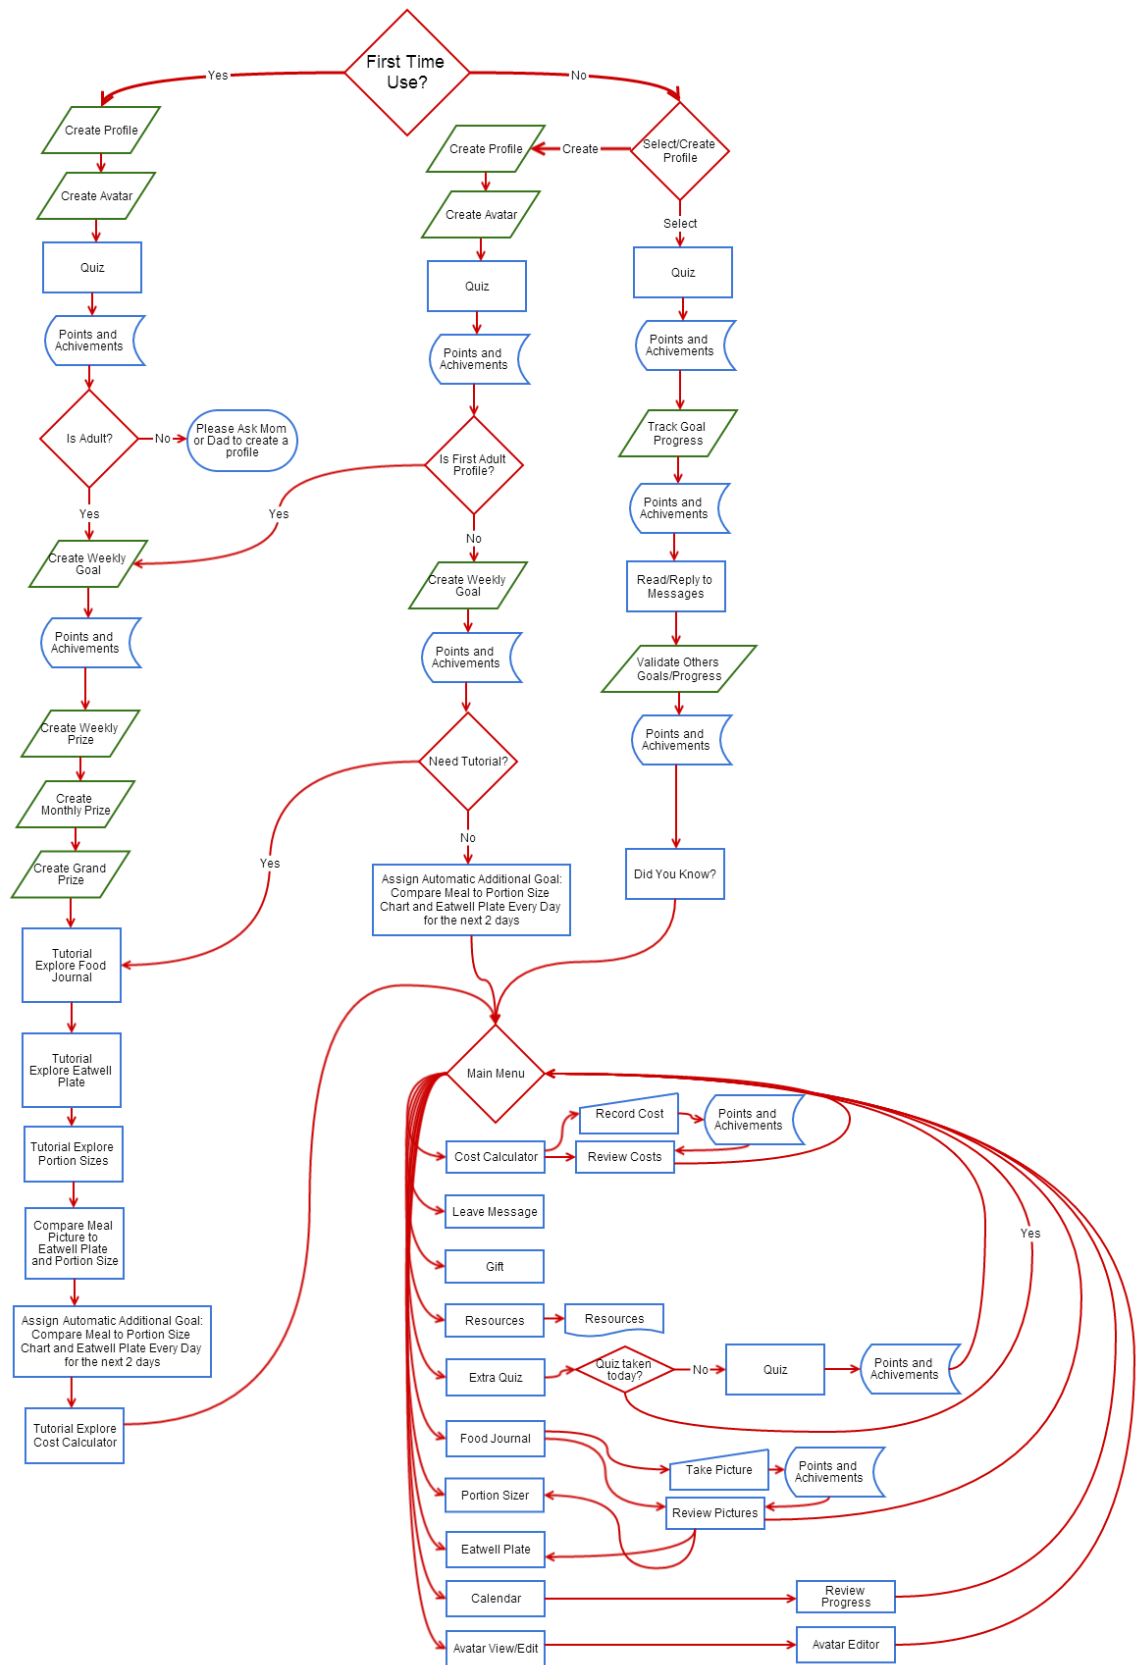 First Time
Use?
Yes
No
Create Profile
Create Profile
Create
Select/Create
Profile
Create Avatar
Create Avatar
Select
Quiz
Quiz
Quiz
Points and
Achivements
Points and
Achivements
Points and
Achivements
Is Adult?
No
Please Ask Mom
or Dad to create a
profile
Is First Adult
Profile?
Track Goal
Progress
Yes
Yes
No
Points and
Achivements
Create Weekly
Goal
Create Weekly
Goal
Read/Reply to
Messages
Points and
Achivements
Points and
Achivements
Validate Others
Goals/Progress
Create Weekly
Prize
Need Tutorial?
Points and
Achivements
Create
Monthly Prize
No
Yes
Create Grand
Prize
Assign Automatic Additional Goal:
Compare Meal to Portion Size
Chart and Eatwell Plate Every Day
for the next 2 days
Did You Know?
Tutorial
Explore Food
Journal
Tutorial
Explore Eatwell
Plate
Main Menu
Tutorial Explore
Portion Sizes
Cost Calculator
Record Cost
Points and
Achivements
Review Costs
Compare Meal
Picture to
Eatwell Plate
and Portion Size
Leave Message
Yes
Gift
Assign Automatic Additional Goal:
Compare Meal to Portion Size
Chart and Eatwell Plate Every Day
for the next 2 days
Resources
Resources
Extra Quiz
Quiz taken
today?
No
Quiz
Points and
Achivements
Tutorial Explore
Cost Calculator
Food Journal
Take Picture
Points and
Achivements
Portion Sizer
Review Pictures
Eatwell Plate
Calendar
Review
Progress
Avatar View/Edit
Avatar Editor